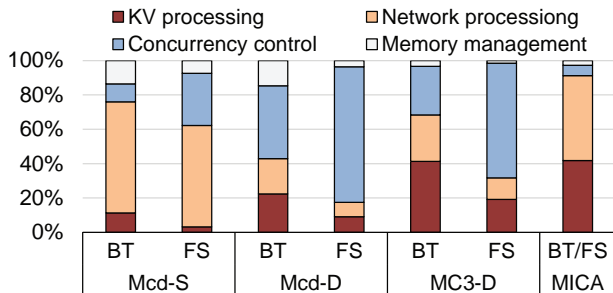 KV processing Network processiong
Concurrency control Memory management
100%
80%
60%
40%
20%
0%
BT FS BT FS BT FS BT/FS
Mcd-S Mcd-D MC3-D MICA